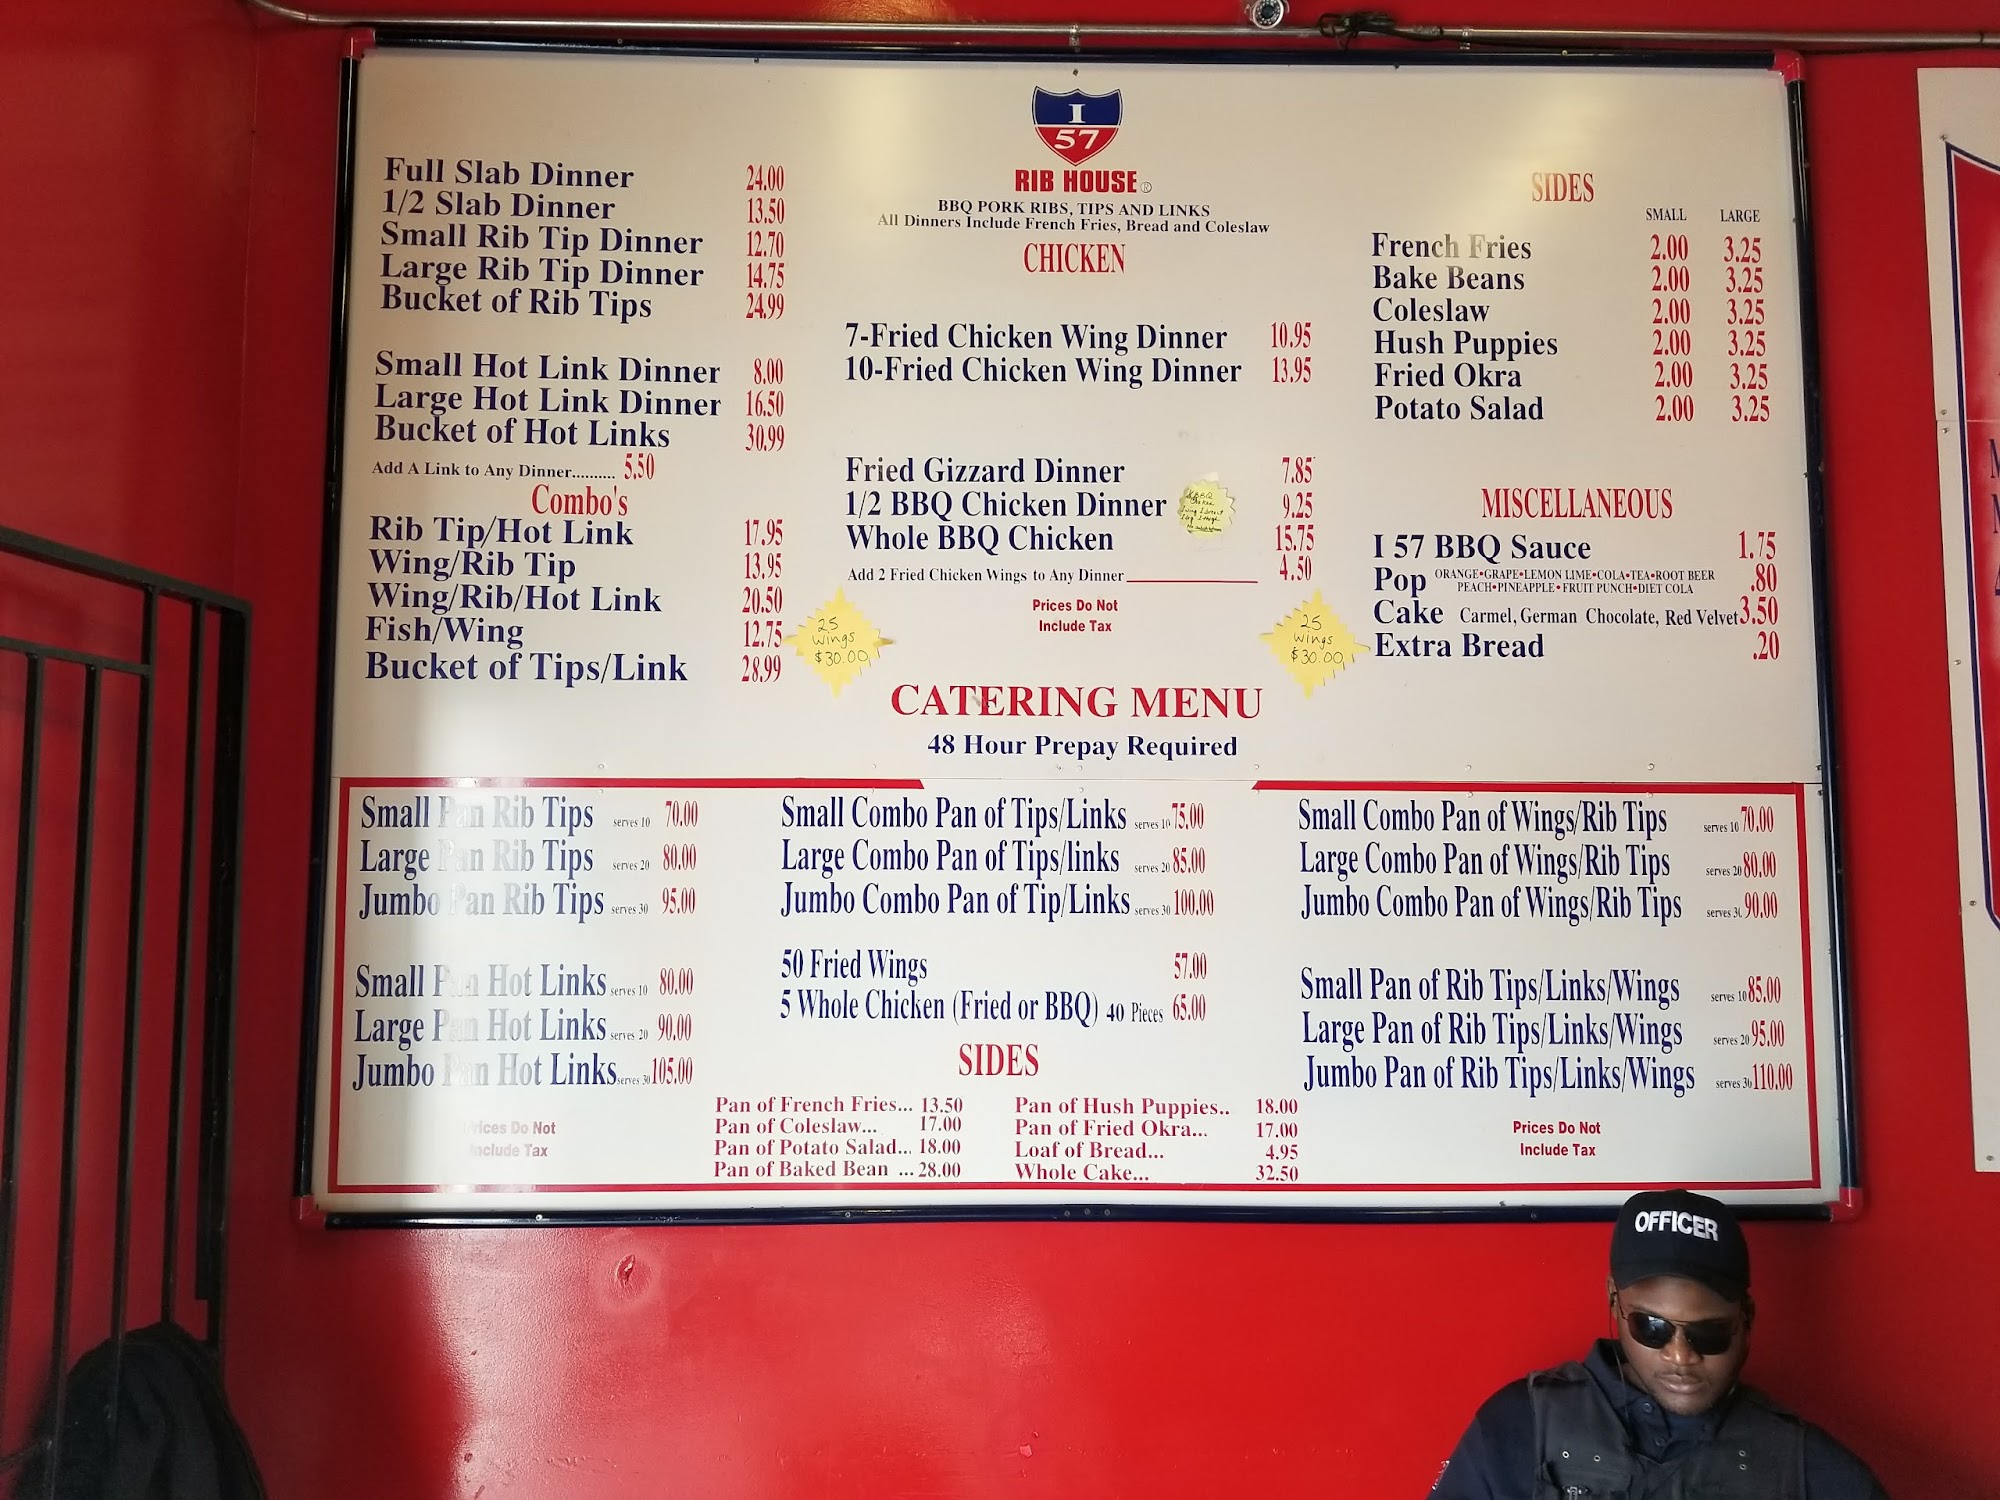 I
57
RIB HOUSE®
BBQ PORK RIBS, TIPS AND LINKS
All Dinners Include French Fries, Bread and Coleslaw
Full Slab Dinner 24.00
1/2 Slab Dinner 13.50
Small Rib Tip Dinner 12.70
Large Rib Tip Dinner 14.75
Bucket of Rib Tips 24.99
Small Hot Link Dinner 8.00
Large Hot Link Dinner 16.50
Bucket of Hot Links 30.99
Add A Link to Any Dinner.......... 5.50
Combo's
Rib Tip/Hot Link 17.95
Wing/Rib Tip 13.95
Wing/Rib/Hot Link 20.50
Fish/Wing 12.75
Bucket of Tips/Link 28.99
CHICKEN
7-Fried Chicken Wing Dinner 10.95
10-Fried Chicken Wing Dinner 13.95
Fried Gizzard Dinner 7.85
1/2 BBQ Chicken Dinner 9.25
Whole BBQ Chicken 15.75
Add 2 Fried Chicken Wings to Any Dinner 4.50
Prices Do Not
Include Tax
25
wings
$30.00
25
wings
$30.00
SIDES
SMALL LARGE
French Fries 2.00 3.25
Bake Beans 2.00 3.25
Coleslaw 2.00 3.25
Hush Puppies 2.00 3.25
Fried Okra 2.00 3.25
Potato Salad 2.00 3.25
MISCELLANEOUS
I 57 BBQ Sauce 1.75
Pop ORANGE•GRAPE•LEMON LIME•COLA•TEA•ROOT BEER .80
PEACH•PINEAPPLE•FRUIT PUNCH•DIET COLA
Cake Carmel, German Chocolate, Red Velvet 3.50
Extra Bread .20
CATERING MENU
48 Hour Prepay Required
Small Pan Rib Tips serves 10 70.00
Large Pan Rib Tips serves 20 80.00
Jumbo Pan Rib Tips serves 30 95.00
Small Pan Hot Links serves 10 80.00
Large Pan Hot Links serves 20 90.00
Jumbo Pan Hot Links serves 30 105.00
Prices Do Not
Include Tax
Small Combo Pan of Tips/Links serves 10 75.00
Large Combo Pan of Tips/links serves 20 85.00
Jumbo Combo Pan of Tip/Links serves 30 100.00
50 Fried Wings 57.00
5 Whole Chicken (Fried or BBQ) 40 Pieces 65.00
SIDES
Pan of French Fries... 13.50
Pan of Coleslaw... 17.00
Pan of Potato Salad... 18.00
Pan of Baked Bean ... 28.00
Pan of Hush Puppies.. 18.00
Pan of Fried Okra... 17.00
Loaf of Bread... 4.95
Whole Cake... 32.50
Small Combo Pan of Wings/Rib Tips serves 10 70.00
Large Combo Pan of Wings/Rib Tips serves 20 80.00
Jumbo Combo Pan of Wings/Rib Tips serves 30 90.00
Small Pan of Rib Tips/Links/Wings serves 10 85.00
Large Pan of Rib Tips/Links/Wings serves 20 95.00
Jumbo Pan of Rib Tips/Links/Wings serves 30 110.00
Prices Do Not
Include Tax
OFFICER